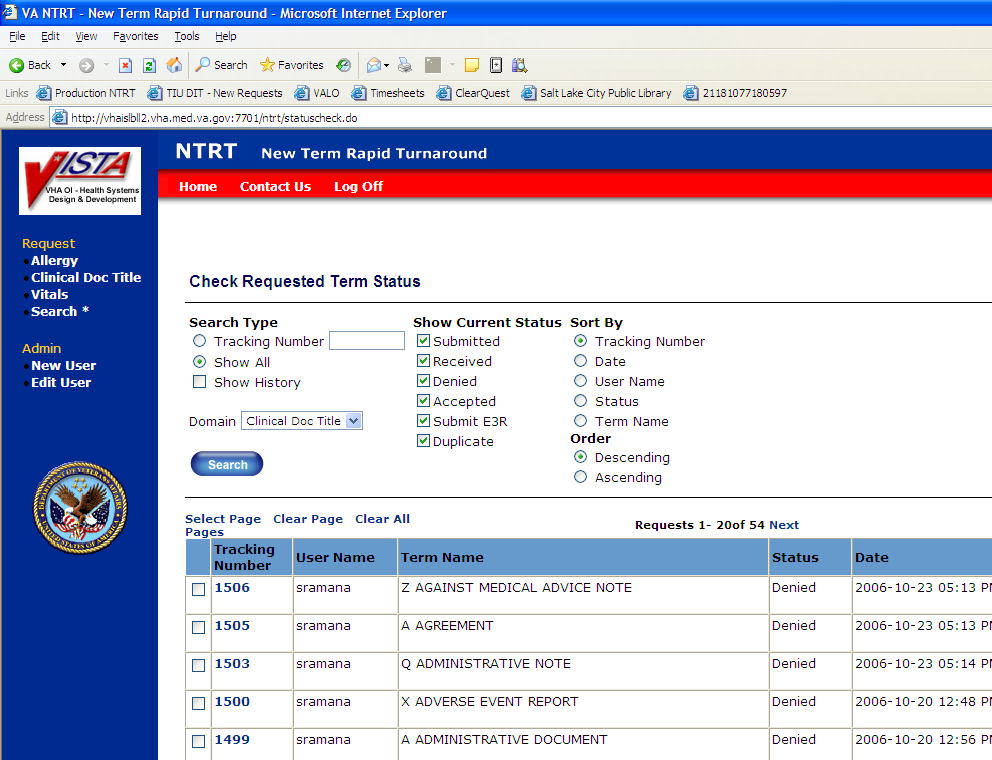 VA NTRT - New Term Rapid Turnaround - Microsoft Internet Explorer
File Edit View Favorites Tools Help
Back Search Favorites
Links Production NTRT TIU DIT - New Requests VALO Timesheets ClearQuest Salt Lake City Public Library 21181077180597
Address http://vhaislbll2.vha.med.va.gov:7701/ntrt/statuscheck.do
VISTA
VHA OI - Health Systems
Design & Development
NTRT New Term Rapid Turnaround
Home Contact Us Log Off
Request
Allergy
Clinical Doc Title
Vitals
Search *
Admin
New User
Edit User
DEPARTMENT OF VETERANS AFFAIRS
UNITED STATES OF AMERICA
Check Requested Term Status
Search Type Show Current Status Sort By
Tracking Number Submitted Tracking Number
Show All Received Date
Show History Denied User Name
Accepted Status
Domain Clinical Doc Title Submit E3R Term Name
Duplicate Order
Search Descending
Ascending
Select Page Clear Page Clear All
Pages
Requests 1- 20of 54 Next
Tracking Number User Name Term Name Status Date
1506 sramana Z AGAINST MEDICAL ADVICE NOTE Denied 2006-10-23 05:13 PM
1505 sramana A AGREEMENT Denied 2006-10-23 05:13 PM
1503 sramana Q ADMINISTRATIVE NOTE Denied 2006-10-23 05:14 PM
1500 sramana X ADVERSE EVENT REPORT Denied 2006-10-20 12:48 PM
1499 sramana A ADMINISTRATIVE DOCUMENT Denied 2006-10-20 12:56 PM